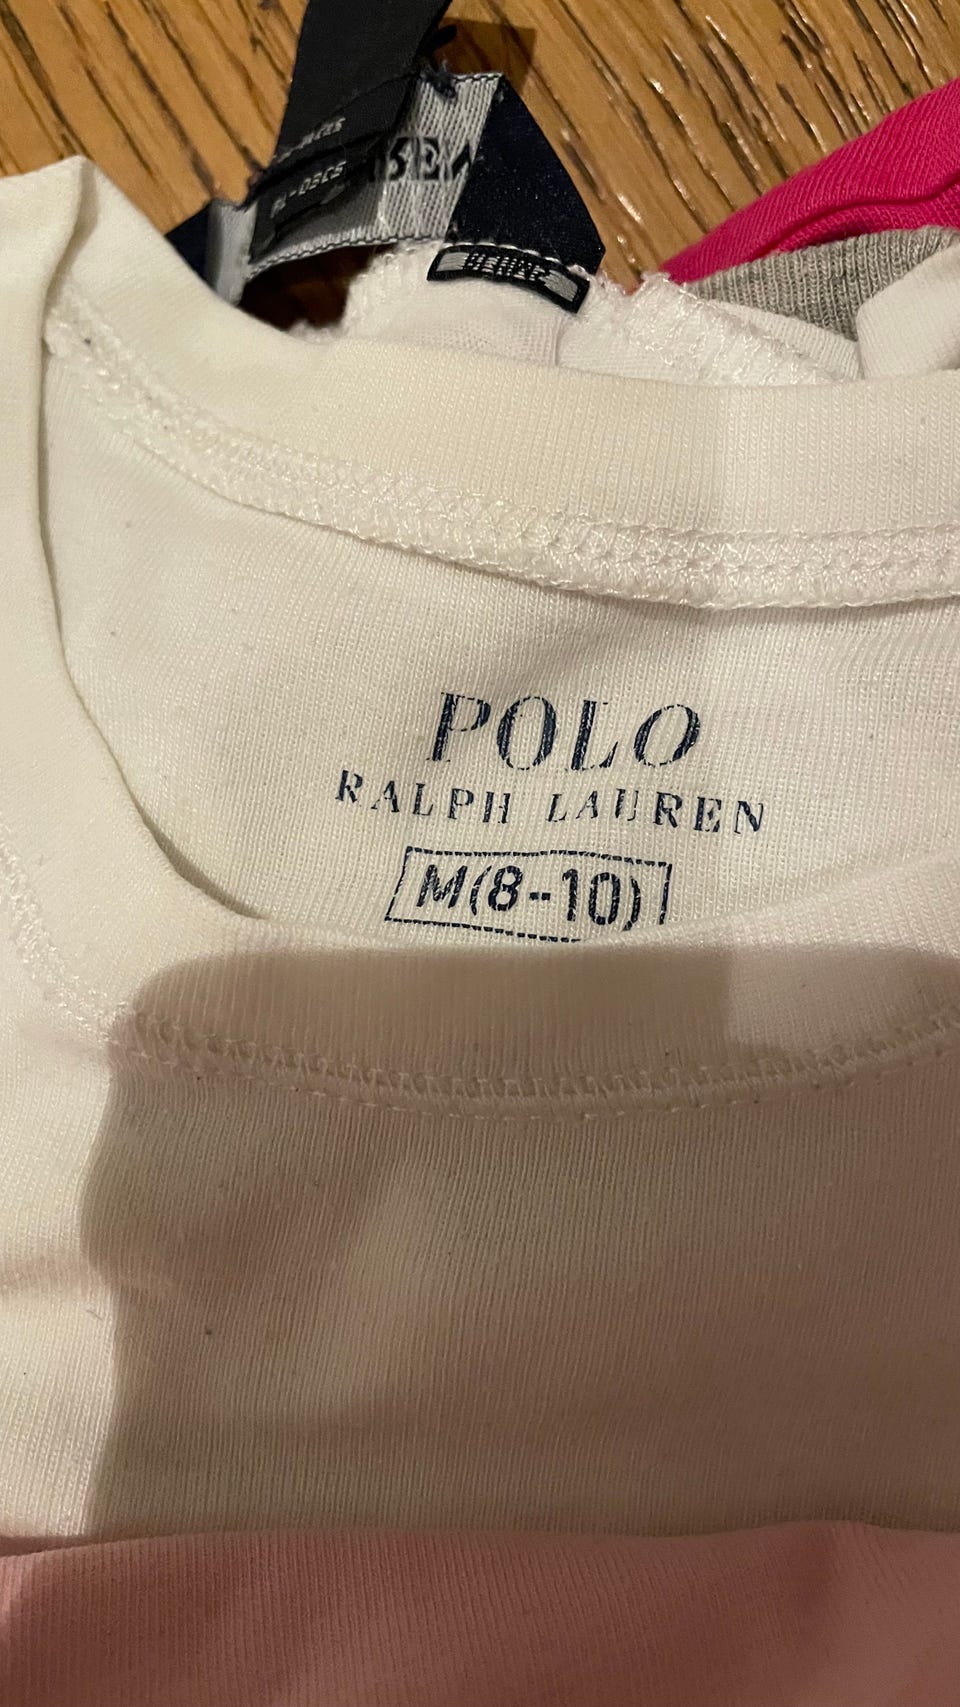 POLO
RALPH LAUREN
M(8-10)